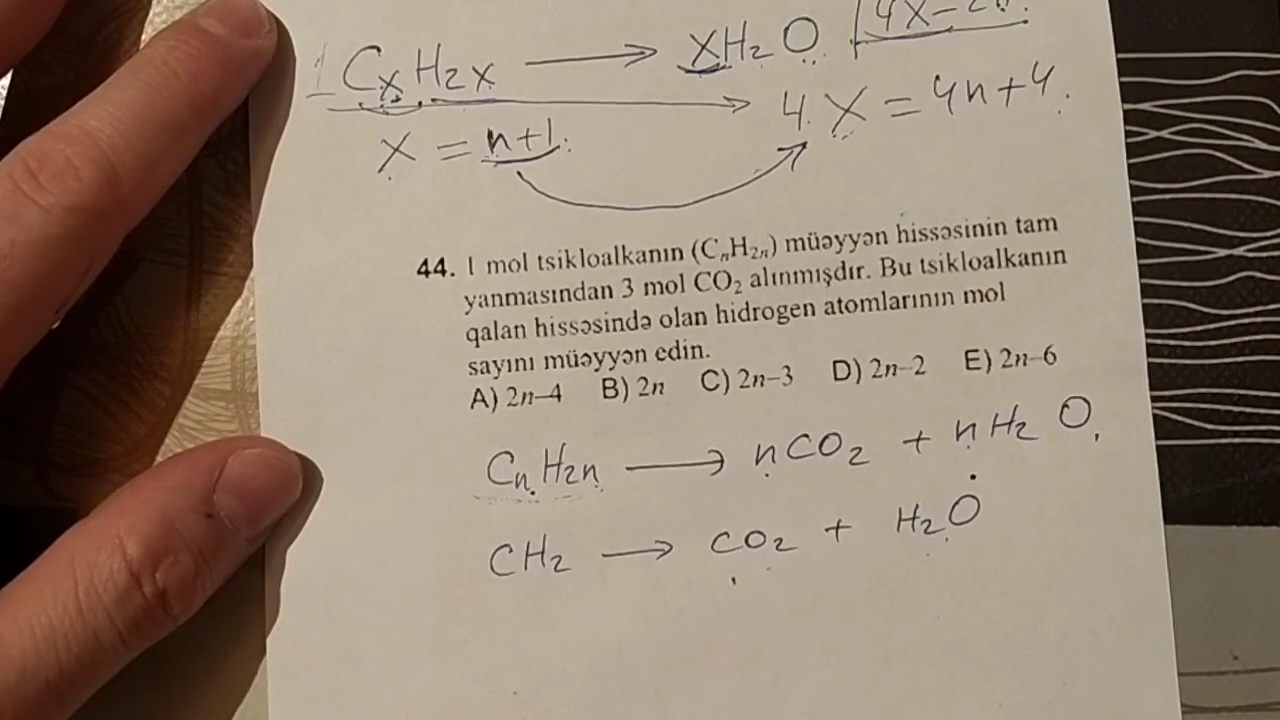 1 CxH2x → xH2O. 4x=2n.
4x = 4n+4.
x = n+1.
44. 1 mol tsikloalkanın (CnH2n) müəyyən hissəsinin tam
yanmasından 3 mol CO2 alınmışdır. Bu tsikloalkanın
qalan hissəsində olan hidrogen atomlarının mol
sayını müəyyən edin.
A) 2n–4 B) 2n C) 2n–3 D) 2n–2 E) 2n–6
CnH2n → nCO2 + nH2O,
CH2 → CO2 + H2O